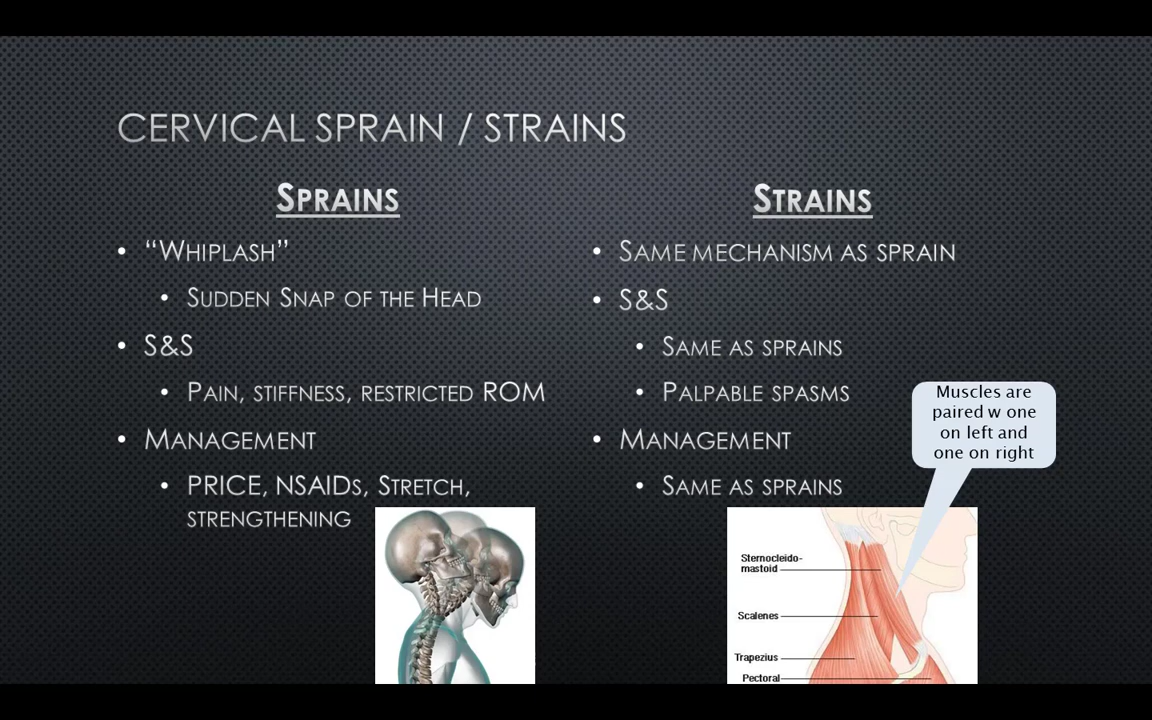 CERVICAL SPRAIN / STRAINS
SPRAINS
• “WHIPLASH”
• SUDDEN SNAP OF THE HEAD
• S&S
• PAIN, STIFFNESS, RESTRICTED ROM
• MANAGEMENT
• PRICE, NSAIDS, STRETCH,
STRENGTHENING
STRAINS
• SAME MECHANISM AS SPRAIN
• S&S
• SAME AS SPRAINS
• PALPABLE SPASMS
• MANAGEMENT
• SAME AS SPRAINS
Muscles are
paired w one
on left and
one on right
Sternocleido-
mastoid
Scalenes
Trapezius
Pectoral